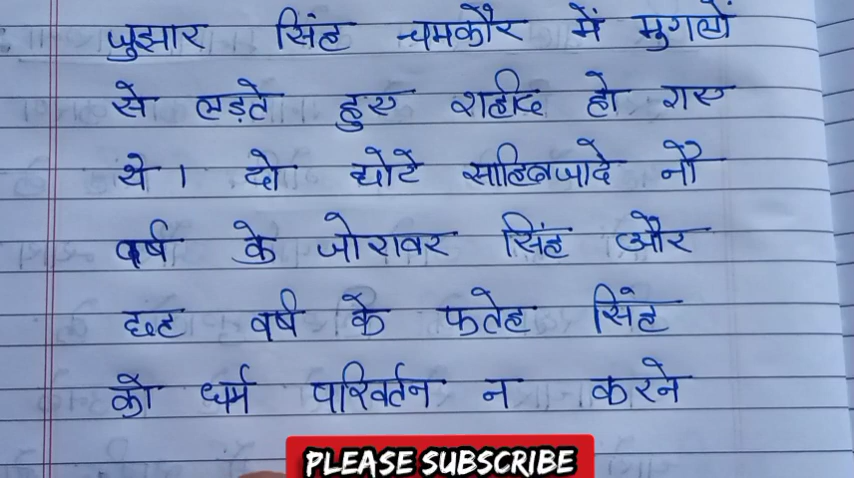 जुझार सिंह चमकौर में मुगलों
से लड़ते हुए शहीद हो गए
थे। दो छोटे साहिबजादे नौ
वर्ष के जोरावर सिंह और
छह वर्ष के फतेह सिंह
को धर्म परिवर्तन न करने
PLEASE SUBSCRIBE